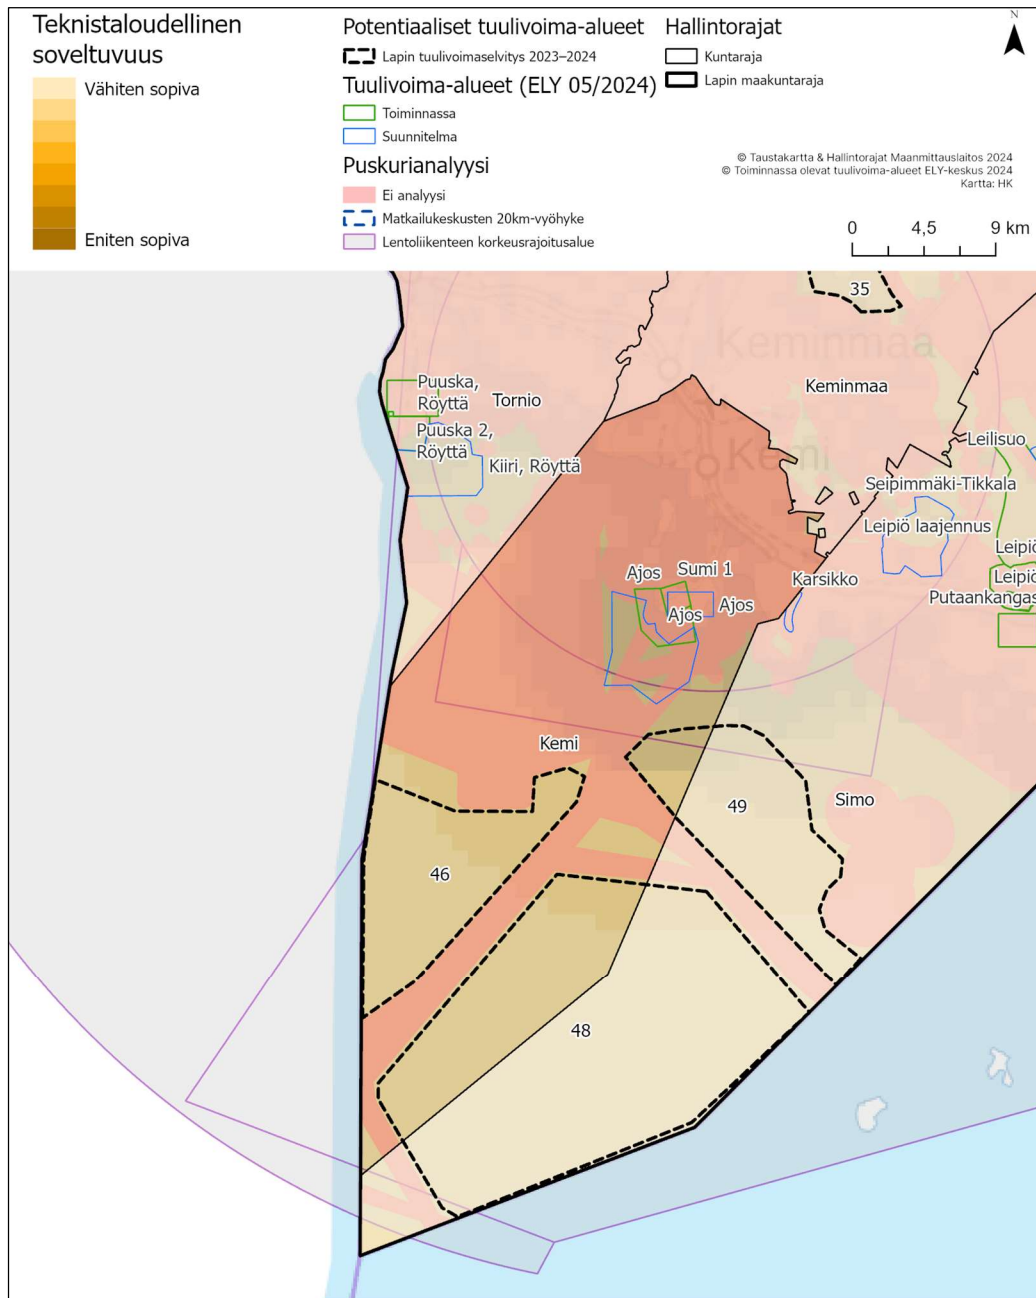 Teknistaloudellinen
soveltuvuus
Vähiten sopiva
Eniten sopiva
Potentiaaliset tuulivoima-alueet
Lapin tuulivoimaselvitys 2023–2024
Tuulivoima-alueet (ELY 05/2024)
Toiminnassa
Suunnitelma
Puskurianalyysi
Ei analyysi
Matkailukeskusten 20km-vyöhyke
Lentoliikenteen korkeusrajoitusalue
Hallintorajat
Kuntaraja
Lapin maakuntaraja
N
© Taustakartta & Hallintorajat Maanmittauslaitos 2024
© Toiminnassa olevat tuulivoima-alueet ELY-keskus 2024
Kartta: HK
0 4,5 9 km
35
Keminmaa
Puuska,
Röyttä
Tornio
Keminmaa
Puuska 2,
Röyttä
Kiiri, Röyttä
Kemi
Leilisuo
Seipimmäki-Tikkala
Leipiö laajennus
Leipiö
Ajos
Sumi 1
Karsikko
Leipiö
Ajos
Ajos
Putaankangas
Kemi
49
Simo
46
48